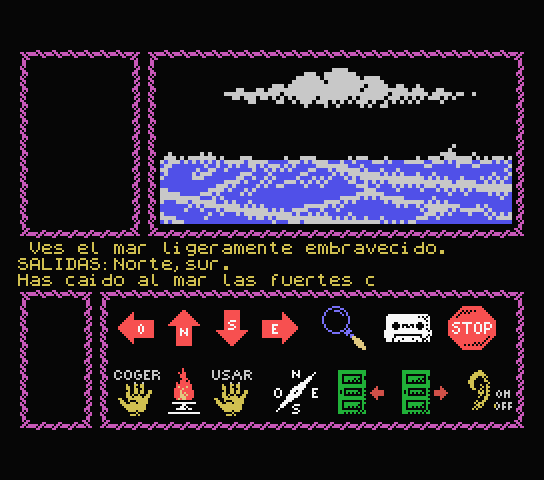 Ves el mar ligeramente embravecido.
SALIDAS: Norte, sur.
Has caido al mar las fuertes c
O N S E STOP
COGER USAR
N
O E
S
ON
OFF